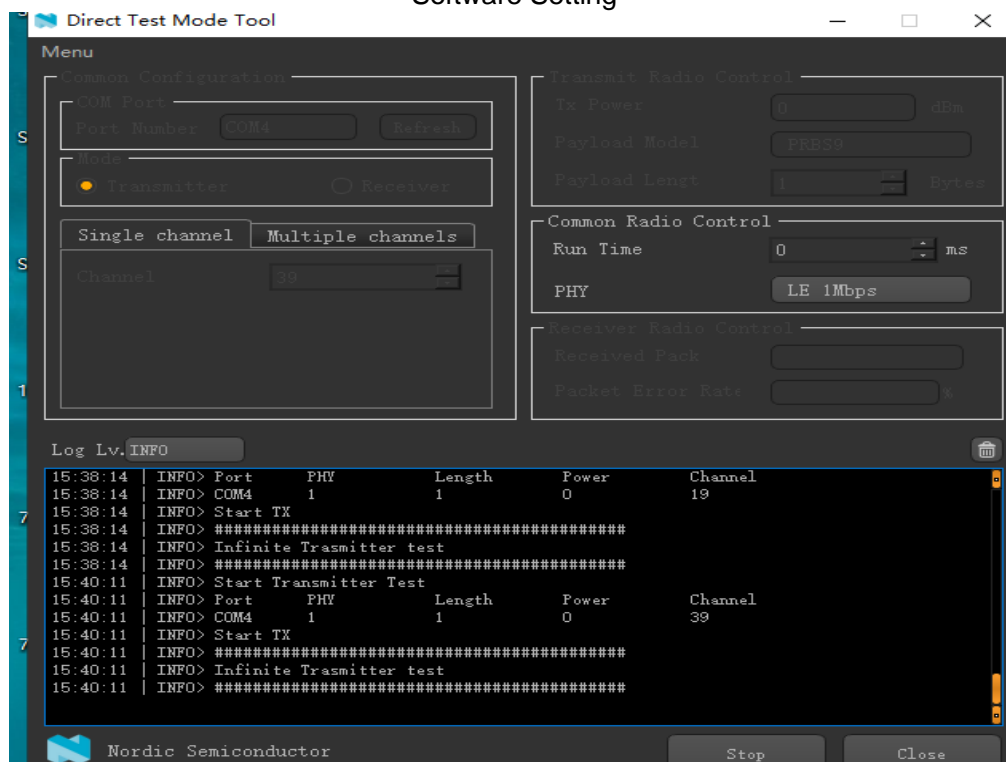 Software Setting
Direct Test Mode Tool
Menu
Common Configuration
COM Port
Port Number COM4 Refresh
Mode
Transmitter Receiver
Single channel Multiple channels
Channel 39
Transmit Radio Control
Tx Power 0 dBm
Payload Model PRBS9
Payload Lengt 1 Bytes
Common Radio Control
Run Time 0 ms
PHY LE 1Mbps
Receiver Radio Control
Received Pack
Packet Error Rate %
Log Lv. INFO
15:38:14 | INFO> Port PHY Length Power Channel
15:38:14 | INFO> COM4 1 1 0 19
15:38:14 | INFO> Start TX
15:38:14 | INFO> ###########################################
15:38:14 | INFO> Infinite Trasmitter test
15:38:14 | INFO> ###########################################
15:40:11 | INFO> Start Transmitter Test
15:40:11 | INFO> Port PHY Length Power Channel
15:40:11 | INFO> COM4 1 1 0 39
15:40:11 | INFO> Start TX
15:40:11 | INFO> ###########################################
15:40:11 | INFO> Infinite Trasmitter test
15:40:11 | INFO> ###########################################
Nordic Semiconductor
Stop Close
S
S
1
7
7